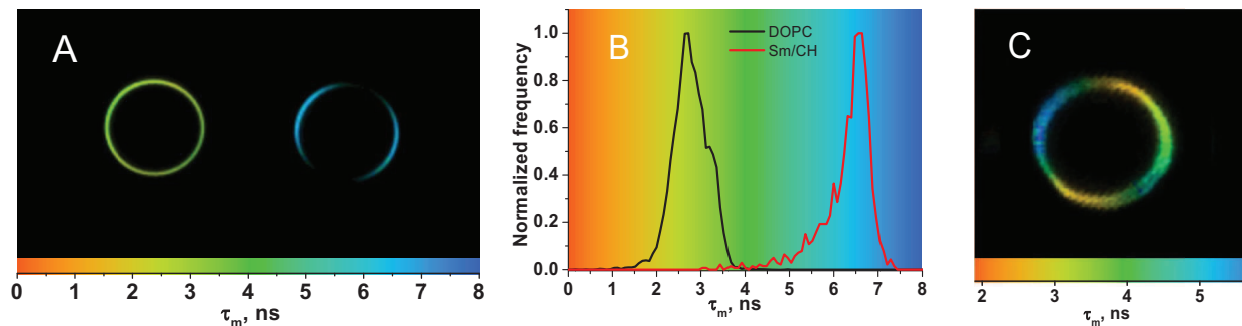 A
0 1 2 3 4 5 6 7 8
τm, ns
B
DOPC
Sm/CH
Normalized frequency
1.0
0.8
0.6
0.4
0.2
0.0
0 1 2 3 4 5 6 7 8
τm, ns
C
2 3 4 5
τm, ns